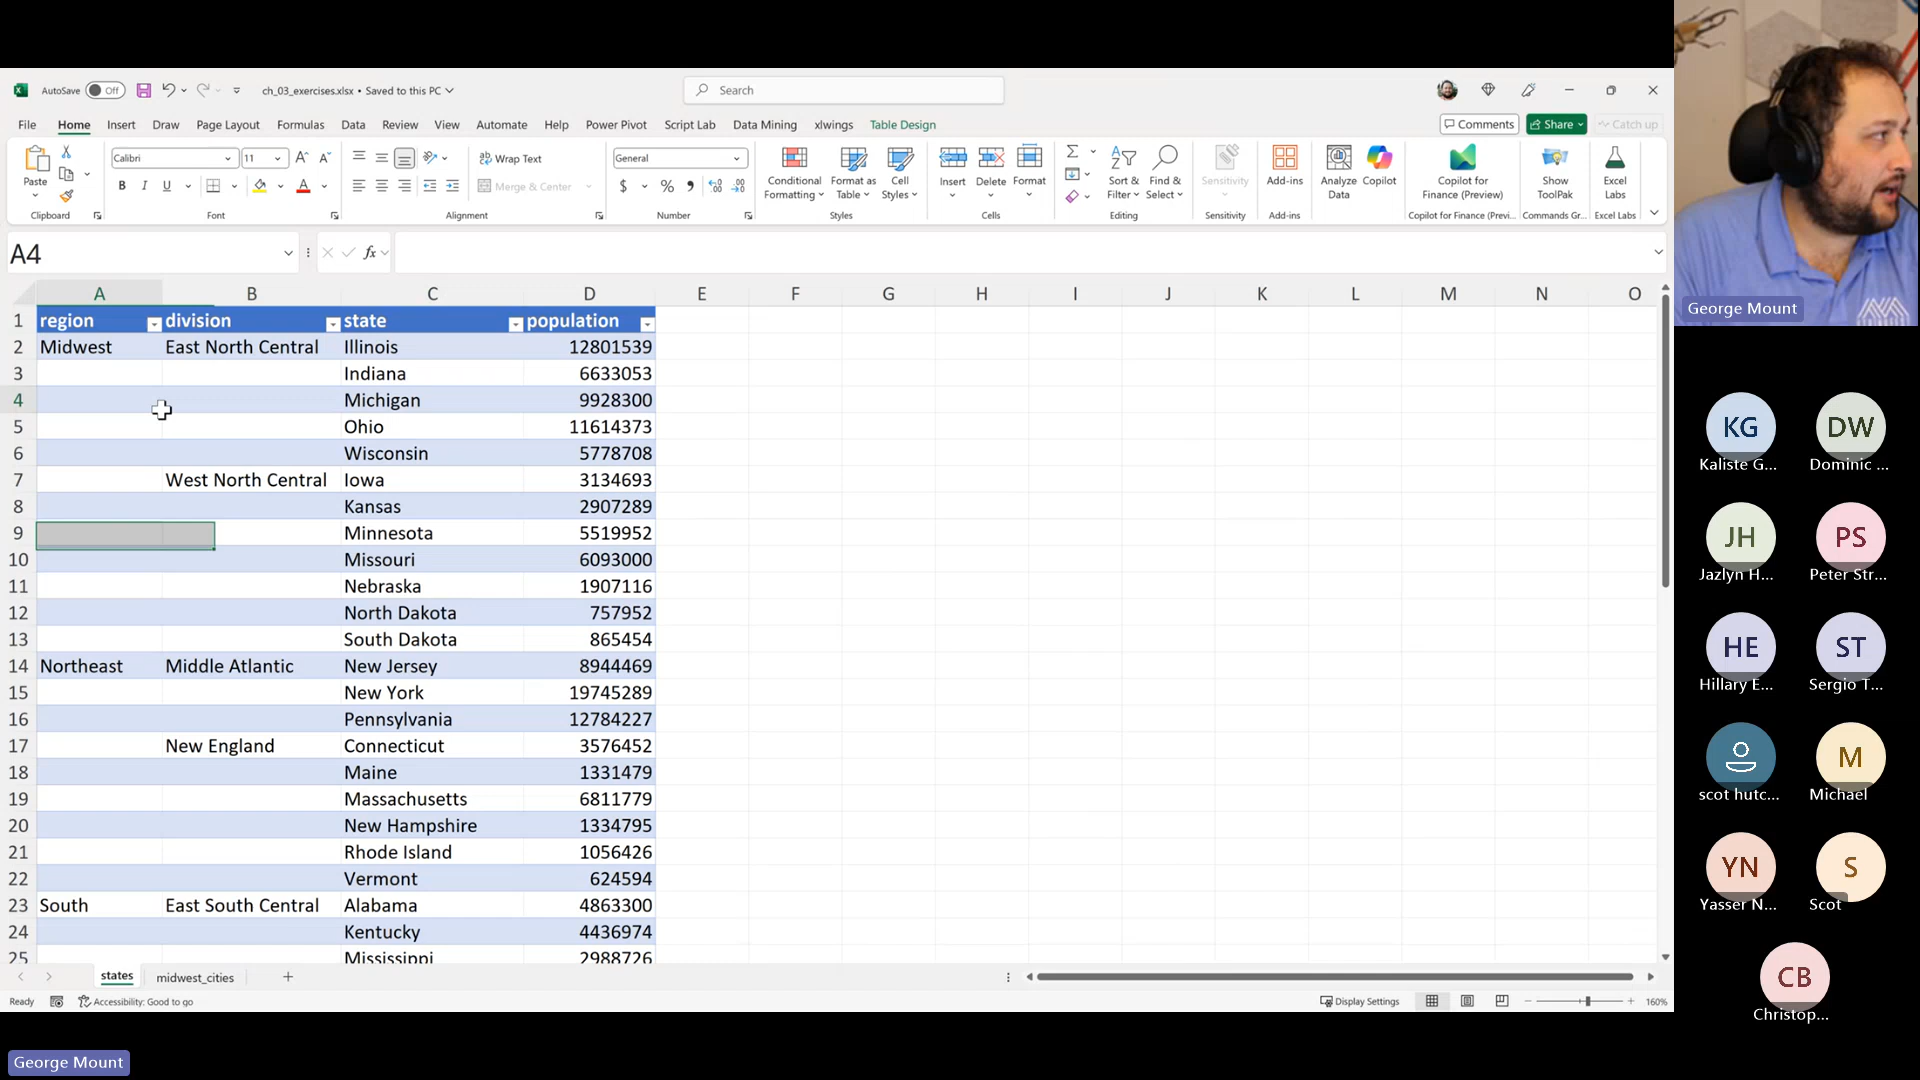 AutoSave Off ch_03_exercises.xlsx • Saved to this PC Search
File Home Insert Draw Page Layout Formulas Data Review View Automate Help Power Pivot Script Lab Data Mining xlwings Table Design Comments Share Catch up
Paste Calibri 11 A A Wrap Text General Conditional Formatting Format as Table Cell Styles Insert Delete Format Sort & Filter Find & Select Sensitivity Add-ins Analyze Data Copilot Copilot for Finance (Preview) Show ToolPak Excel Labs
B I U A Merge & Center $ %
Clipboard Font Alignment Number Styles Cells Editing Sensitivity Add-ins Copilot for Finance (Previ... Commands Gr... Excel Labs
A4 fx
A B C D E F G H I J K L M N O
1 region division state population
2 Midwest East North Central Illinois 12801539
3 Indiana 6633053
4 Michigan 9928300
5 Ohio 11614373
6 Wisconsin 5778708
7 West North Central Iowa 3134693
8 Kansas 2907289
9 Minnesota 5519952
10 Missouri 6093000
11 Nebraska 1907116
12 North Dakota 757952
13 South Dakota 865454
14 Northeast Middle Atlantic New Jersey 8944469
15 New York 19745289
16 Pennsylvania 12784227
17 New England Connecticut 3576452
18 Maine 1331479
19 Massachusetts 6811779
20 New Hampshire 1334795
21 Rhode Island 1056426
22 Vermont 624594
23 South East South Central Alabama 4863300
24 Kentucky 4436974
25 Mississippi 2988726
states midwest_cities
Ready Accessibility: Good to go Display Settings 160%
George Mount
George Mount
KG DW
Kaliste G... Dominic ...
JH PS
Jazlyn H... Peter Str...
HE ST
Hillary E... Sergio T...
M
scot hutc... Michael
YN S
Yasser N... Scot
CB
Christop...